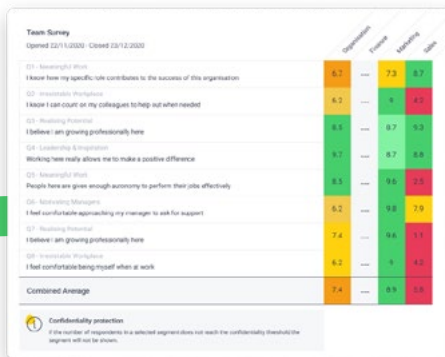 Team Survey
Opened 22/11/2020 - Closed 23/12/2020
Organisation Finance Marketing Sales
Q1 - Meaningful Work
I know how my specific role contributes to the success of this organisation
6.7 ---- 7.3 8.7
Q2 - Irresistible Workplace
I know I can count on my colleagues to help out when needed
6.2 ---- 9 4.2
Q3 - Realising Potential
I believe I am growing professionally here
8.5 ---- 8.7 9.3
Q4 - Leadership & Inspiration
Working here really allows me to make a positive difference
9.7 ---- 8.7 8.8
Q5 - Meaningful Work
People here are given enough autonomy to perform their jobs effectively
8.5 ---- 9.6 2.5
Q6 - Motivating Managers
I feel comfortable approaching my manager to ask for support
6.2 ---- 9.8 7.9
Q7 - Realising Potential
I believe I am growing professionally here
7.4 ---- 9.6 1.1
Q8 - Irresistible Workplace
I feel comfortable being myself when at work
6.2 ---- 9 4.2
Combined Average
7.4 ---- 8.9 5.8
Confidentiality protection
If the number of respondents in a selected segment does not reach the confidentiality threshold the
segment will not be shown.